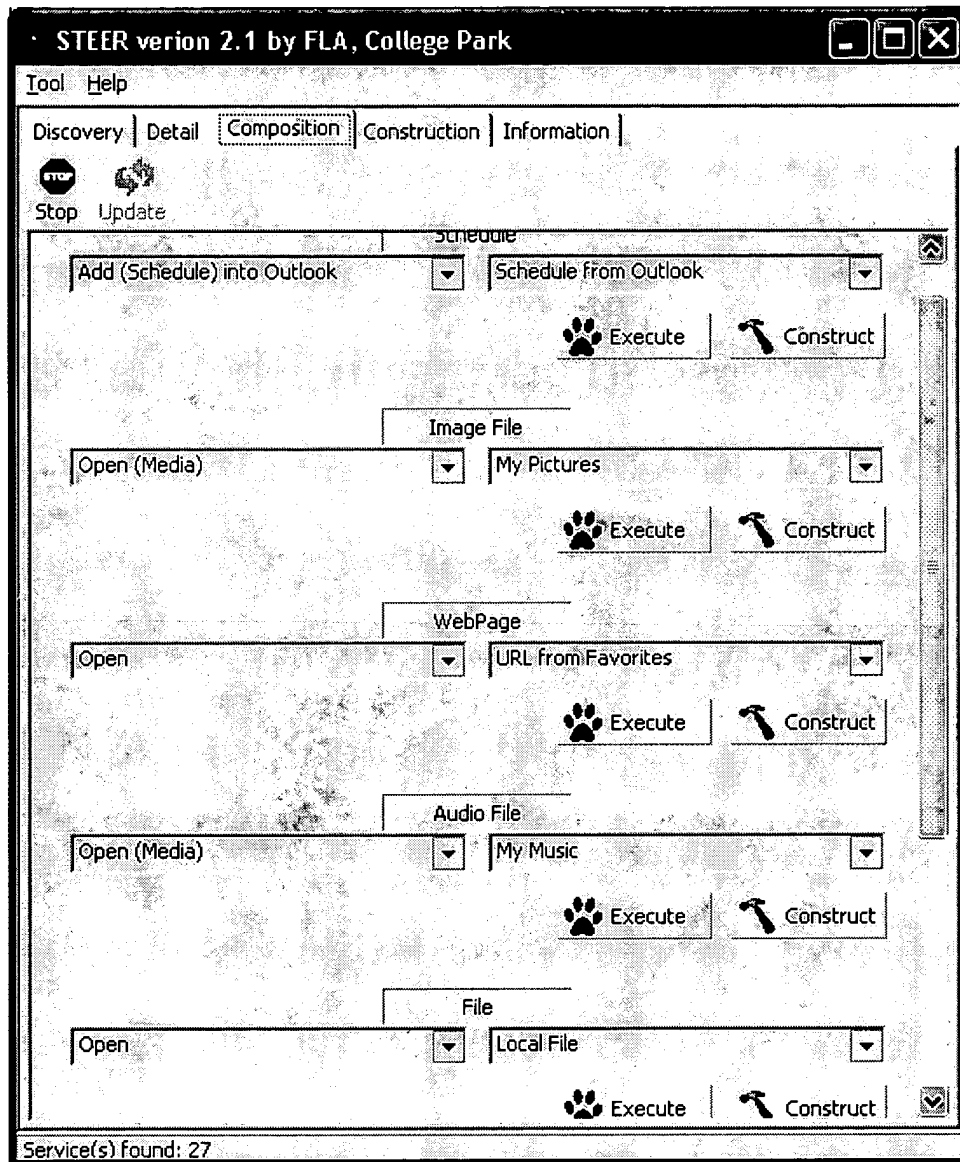 STEER verion 2.1 by FLA, College Park
Tool Help
Discovery Detail Composition Construction Information
STOP
Stop Update
Schedule
Add (Schedule) into Outlook Schedule from Outlook
Execute Construct
Image File
Open (Media) My Pictures
Execute Construct
WebPage
Open URL from Favorites
Execute Construct
Audio File
Open (Media) My Music
Execute Construct
File
Open Local File
Execute Construct
Service(s) found: 27